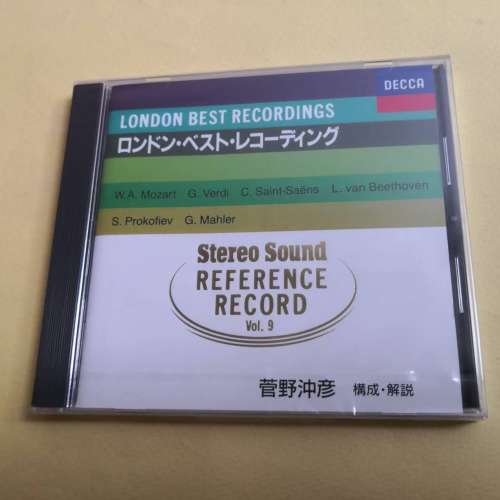 DECCA
LONDON BEST RECORDINGS
ロンドン・ベスト・レコーディング
W.A. Mozart G. Verdi C. Saint-Saëns L. van Beethoven
S. Prokofiev G. Mahler
Stereo Sound
REFERENCE
RECORD
Vol. 9
菅野沖彦 構成・解説